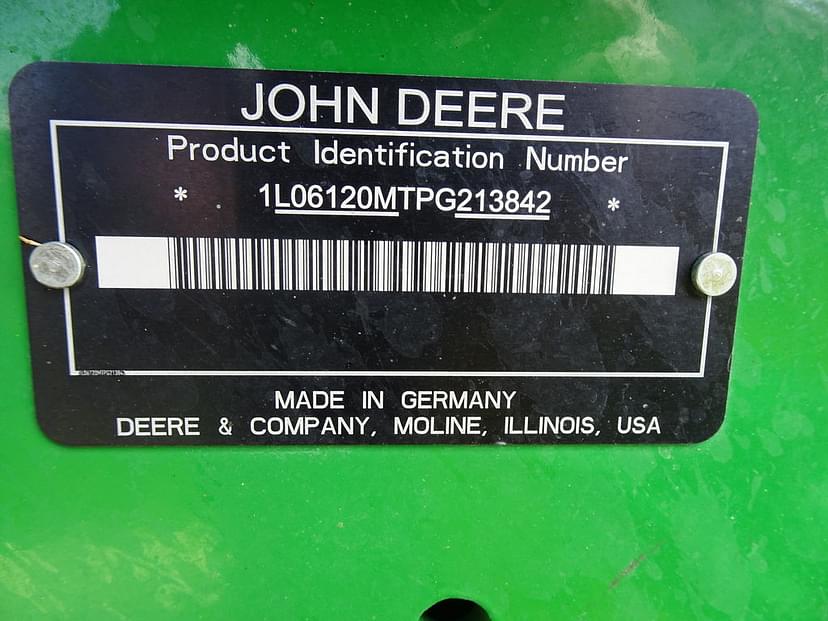 JOHN DEERE
Product Identification Number
* 1L06120MTPG213842 *
MADE IN GERMANY
DEERE & COMPANY, MOLINE, ILLINOIS, USA